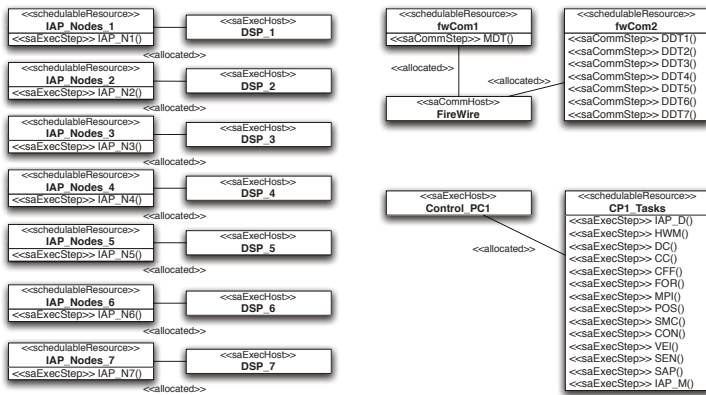 <<schedulableResource>>
IAP_Nodes_1
<<saExecStep>> IAP_N1()
<<saExecHost>>
DSP_1
<<allocated>>
<<schedulableResource>>
IAP_Nodes_2
<<saExecStep>> IAP_N2()
<<saExecHost>>
DSP_2
<<allocated>>
<<schedulableResource>>
IAP_Nodes_3
<<saExecStep>> IAP_N3()
<<saExecHost>>
DSP_3
<<allocated>>
<<schedulableResource>>
IAP_Nodes_4
<<saExecStep>> IAP_N4()
<<saExecHost>>
DSP_4
<<allocated>>
<<schedulableResource>>
IAP_Nodes_5
<<saExecStep>> IAP_N5()
<<saExecHost>>
DSP_5
<<allocated>>
<<schedulableResource>>
IAP_Nodes_6
<<saExecStep>> IAP_N6()
<<saExecHost>>
DSP_6
<<allocated>>
<<schedulableResource>>
IAP_Nodes_7
<<saExecStep>> IAP_N7()
<<saExecHost>>
DSP_7
<<allocated>>
<<schedulableResource>>
fwCom1
<<saCommStep>> MDT()
<<allocated>>
<<saCommHost>>
FireWire
<<allocated>>
<<schedulableResource>>
fwCom2
<<saCommStep>> DDT1()
<<saCommStep>> DDT2()
<<saCommStep>> DDT3()
<<saCommStep>> DDT4()
<<saCommStep>> DDT5()
<<saCommStep>> DDT6()
<<saCommStep>> DDT7()
<<saExecHost>>
Control_PC1
<<allocated>>
<<schedulableResource>>
CP1_Tasks
<<saExecStep>> IAP_D()
<<saExecStep>> HWM()
<<saExecStep>> DC()
<<saExecStep>> CC()
<<saExecStep>> CFF()
<<saExecStep>> FOR()
<<saExecStep>> MPI()
<<saExecStep>> POS()
<<saExecStep>> SMC()
<<saExecStep>> CON()
<<saExecStep>> VEI()
<<saExecStep>> SEN()
<<saExecStep>> SAP()
<<saExecStep>> IAP_M()